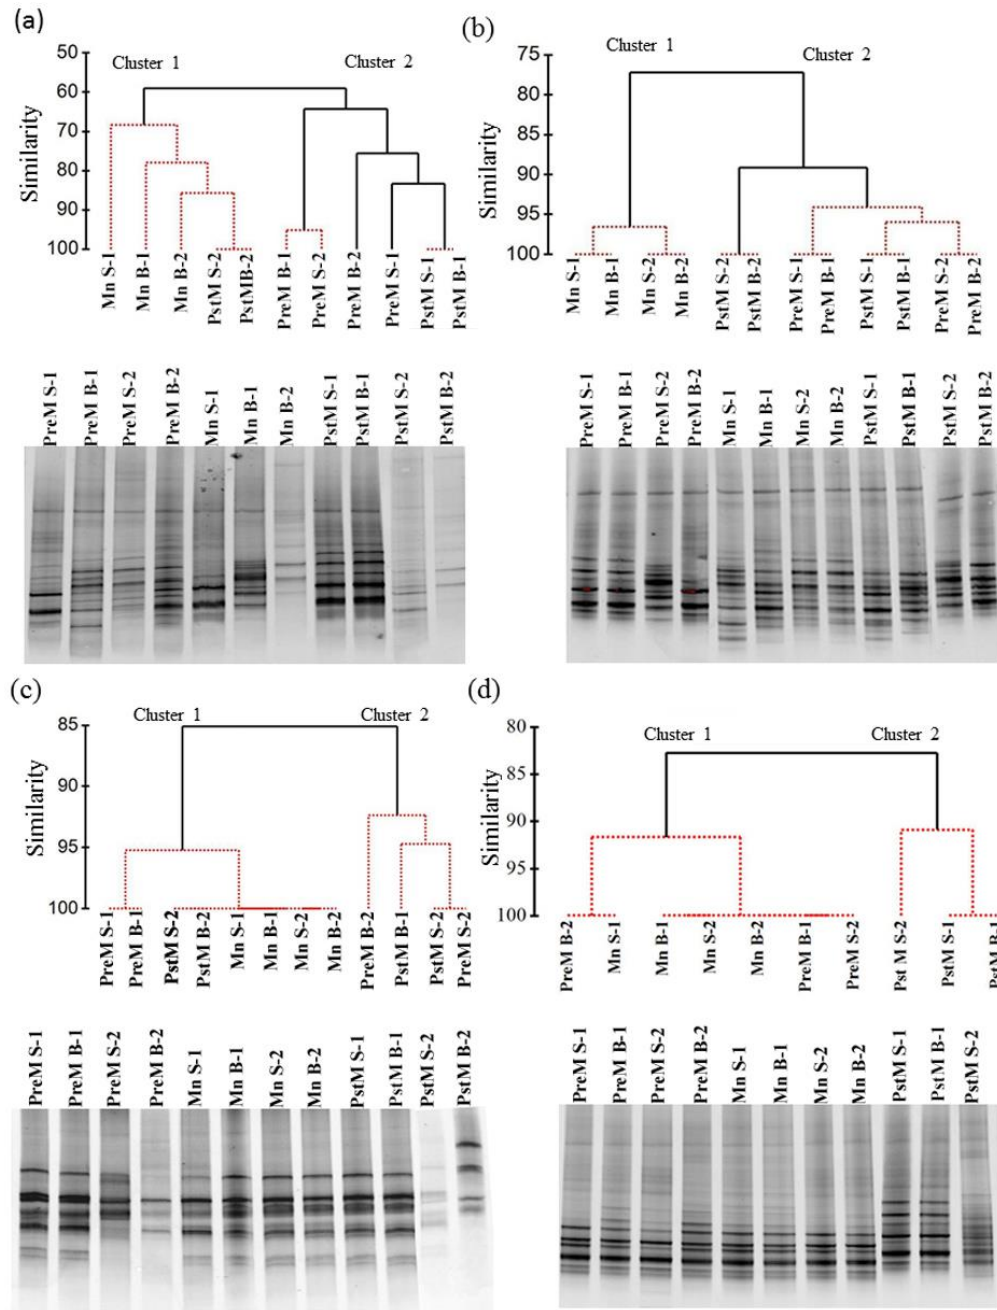 (a)
Similarity
50
60
70
80
90
100
Cluster 1
Cluster 2
Mn S-1
Mn B-1
Mn B-2
PstM S-2
PstMB-2
PreM B-1
PreM S-2
PreM B-2
PreM S-1
PstM S-1
PstM B-1
PreM S-1
PreM B-1
PreM S-2
PreM B-2
Mn S-1
Mn B-1
Mn B-2
PstM S-1
PstM B-1
PstM S-2
PstM B-2
(b)
Similarity
75
80
85
90
95
100
Cluster 1
Cluster 2
Mn S-1
Mn B-1
Mn S-2
Mn B-2
PstM S-2
PstM B-2
PreM S-1
PreM B-1
PstM S-1
PstM B-1
PreM S-2
PreM B-2
PreM S-1
PreM B-1
PreM S-2
PreM B-2
Mn S-1
Mn B-1
Mn S-2
Mn B-2
PstM S-1
PstM B-1
PstM S-2
PstM B-2
(c)
Similarity
85
90
95
100
Cluster 1
Cluster 2
PreM S-1
PreM B-1
PstM S-2
PstM B-2
Mn S-1
Mn B-1
Mn S-2
Mn B-2
PreM B-2
PstM B-1
PstM S-2
PreM S-2
PreM S-1
PreM B-1
PreM S-2
PreM B-2
Mn S-1
Mn B-1
Mn S-2
Mn B-2
PstM S-1
PstM B-1
PstM S-2
PstM B-2
(d)
Similarity
80
85
90
95
100
Cluster 1
Cluster 2
PreM B-2
Mn S-1
Mn B-1
Mn S-2
Mn B-2
PreM B-1
PreM S-2
Pst M S-2
PstM S-1
PstM B-1
PreM S-1
PreM B-1
PreM S-2
PreM B-2
Mn S-1
Mn B-1
Mn S-2
Mn B-2
PstM S-1
PstM B-1
PstM S-2